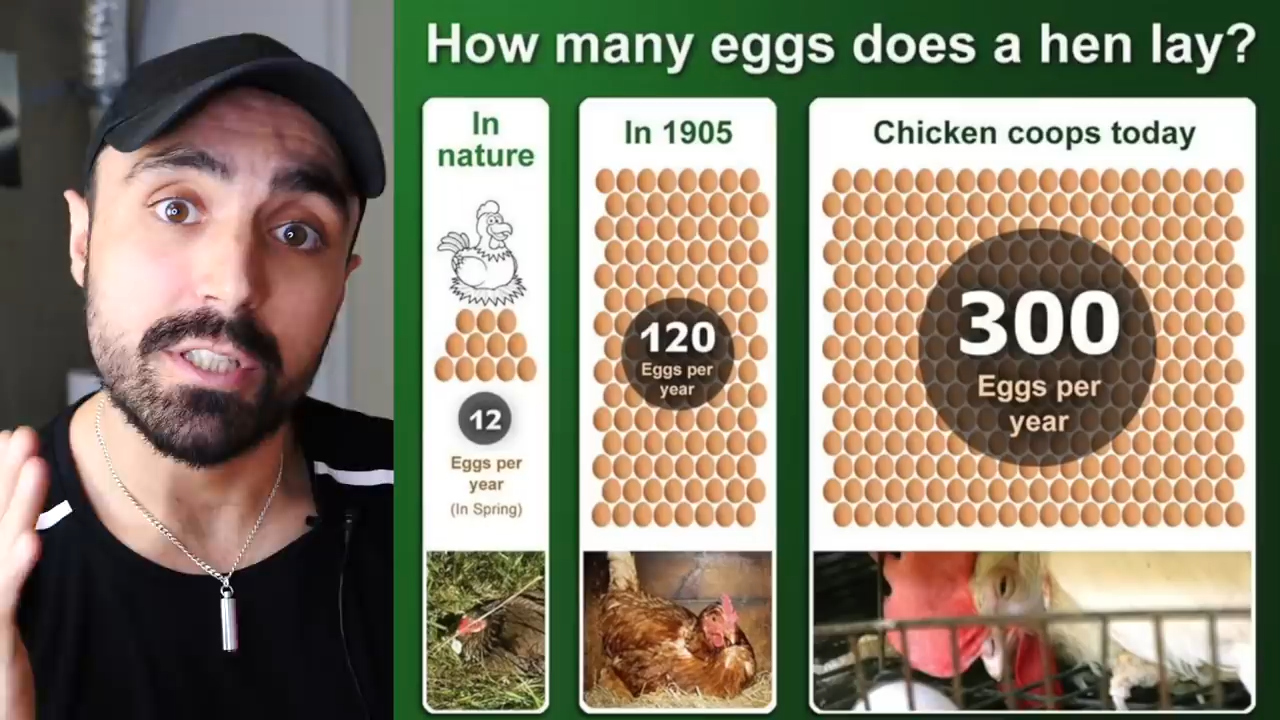 How many eggs does a hen lay?
In
nature
12
Eggs per
year
(In Spring)
In 1905
120
Eggs per
year
Chicken coops today
300
Eggs per
year